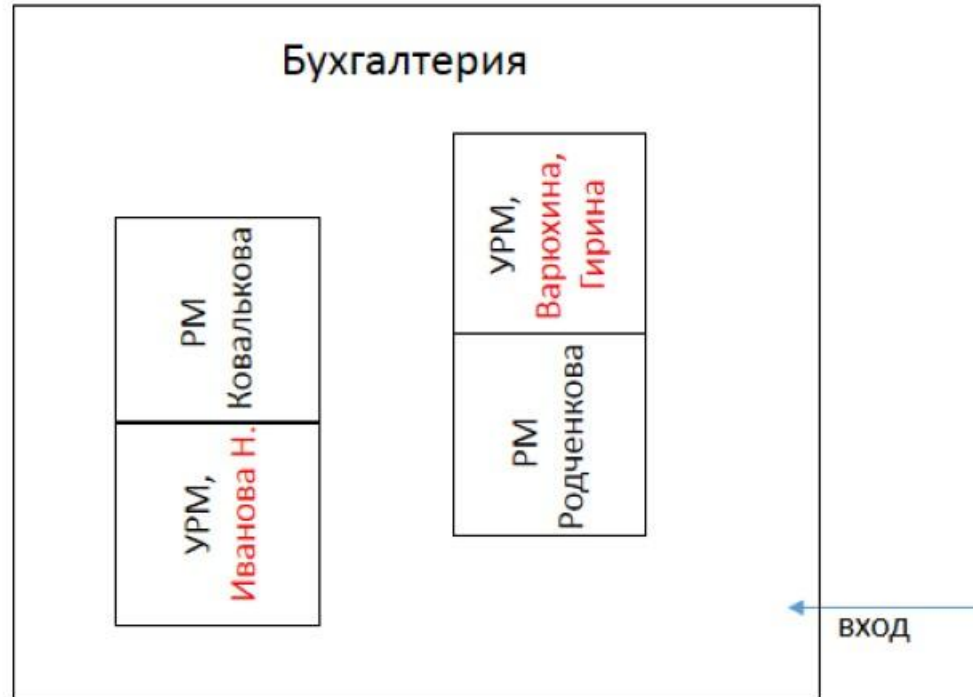 Бухгалтерия
РМ
Ковалькова
УРМ,
Иванова Н.
УРМ,
Варюхина,
Гирина
РМ
Родченкова
вход